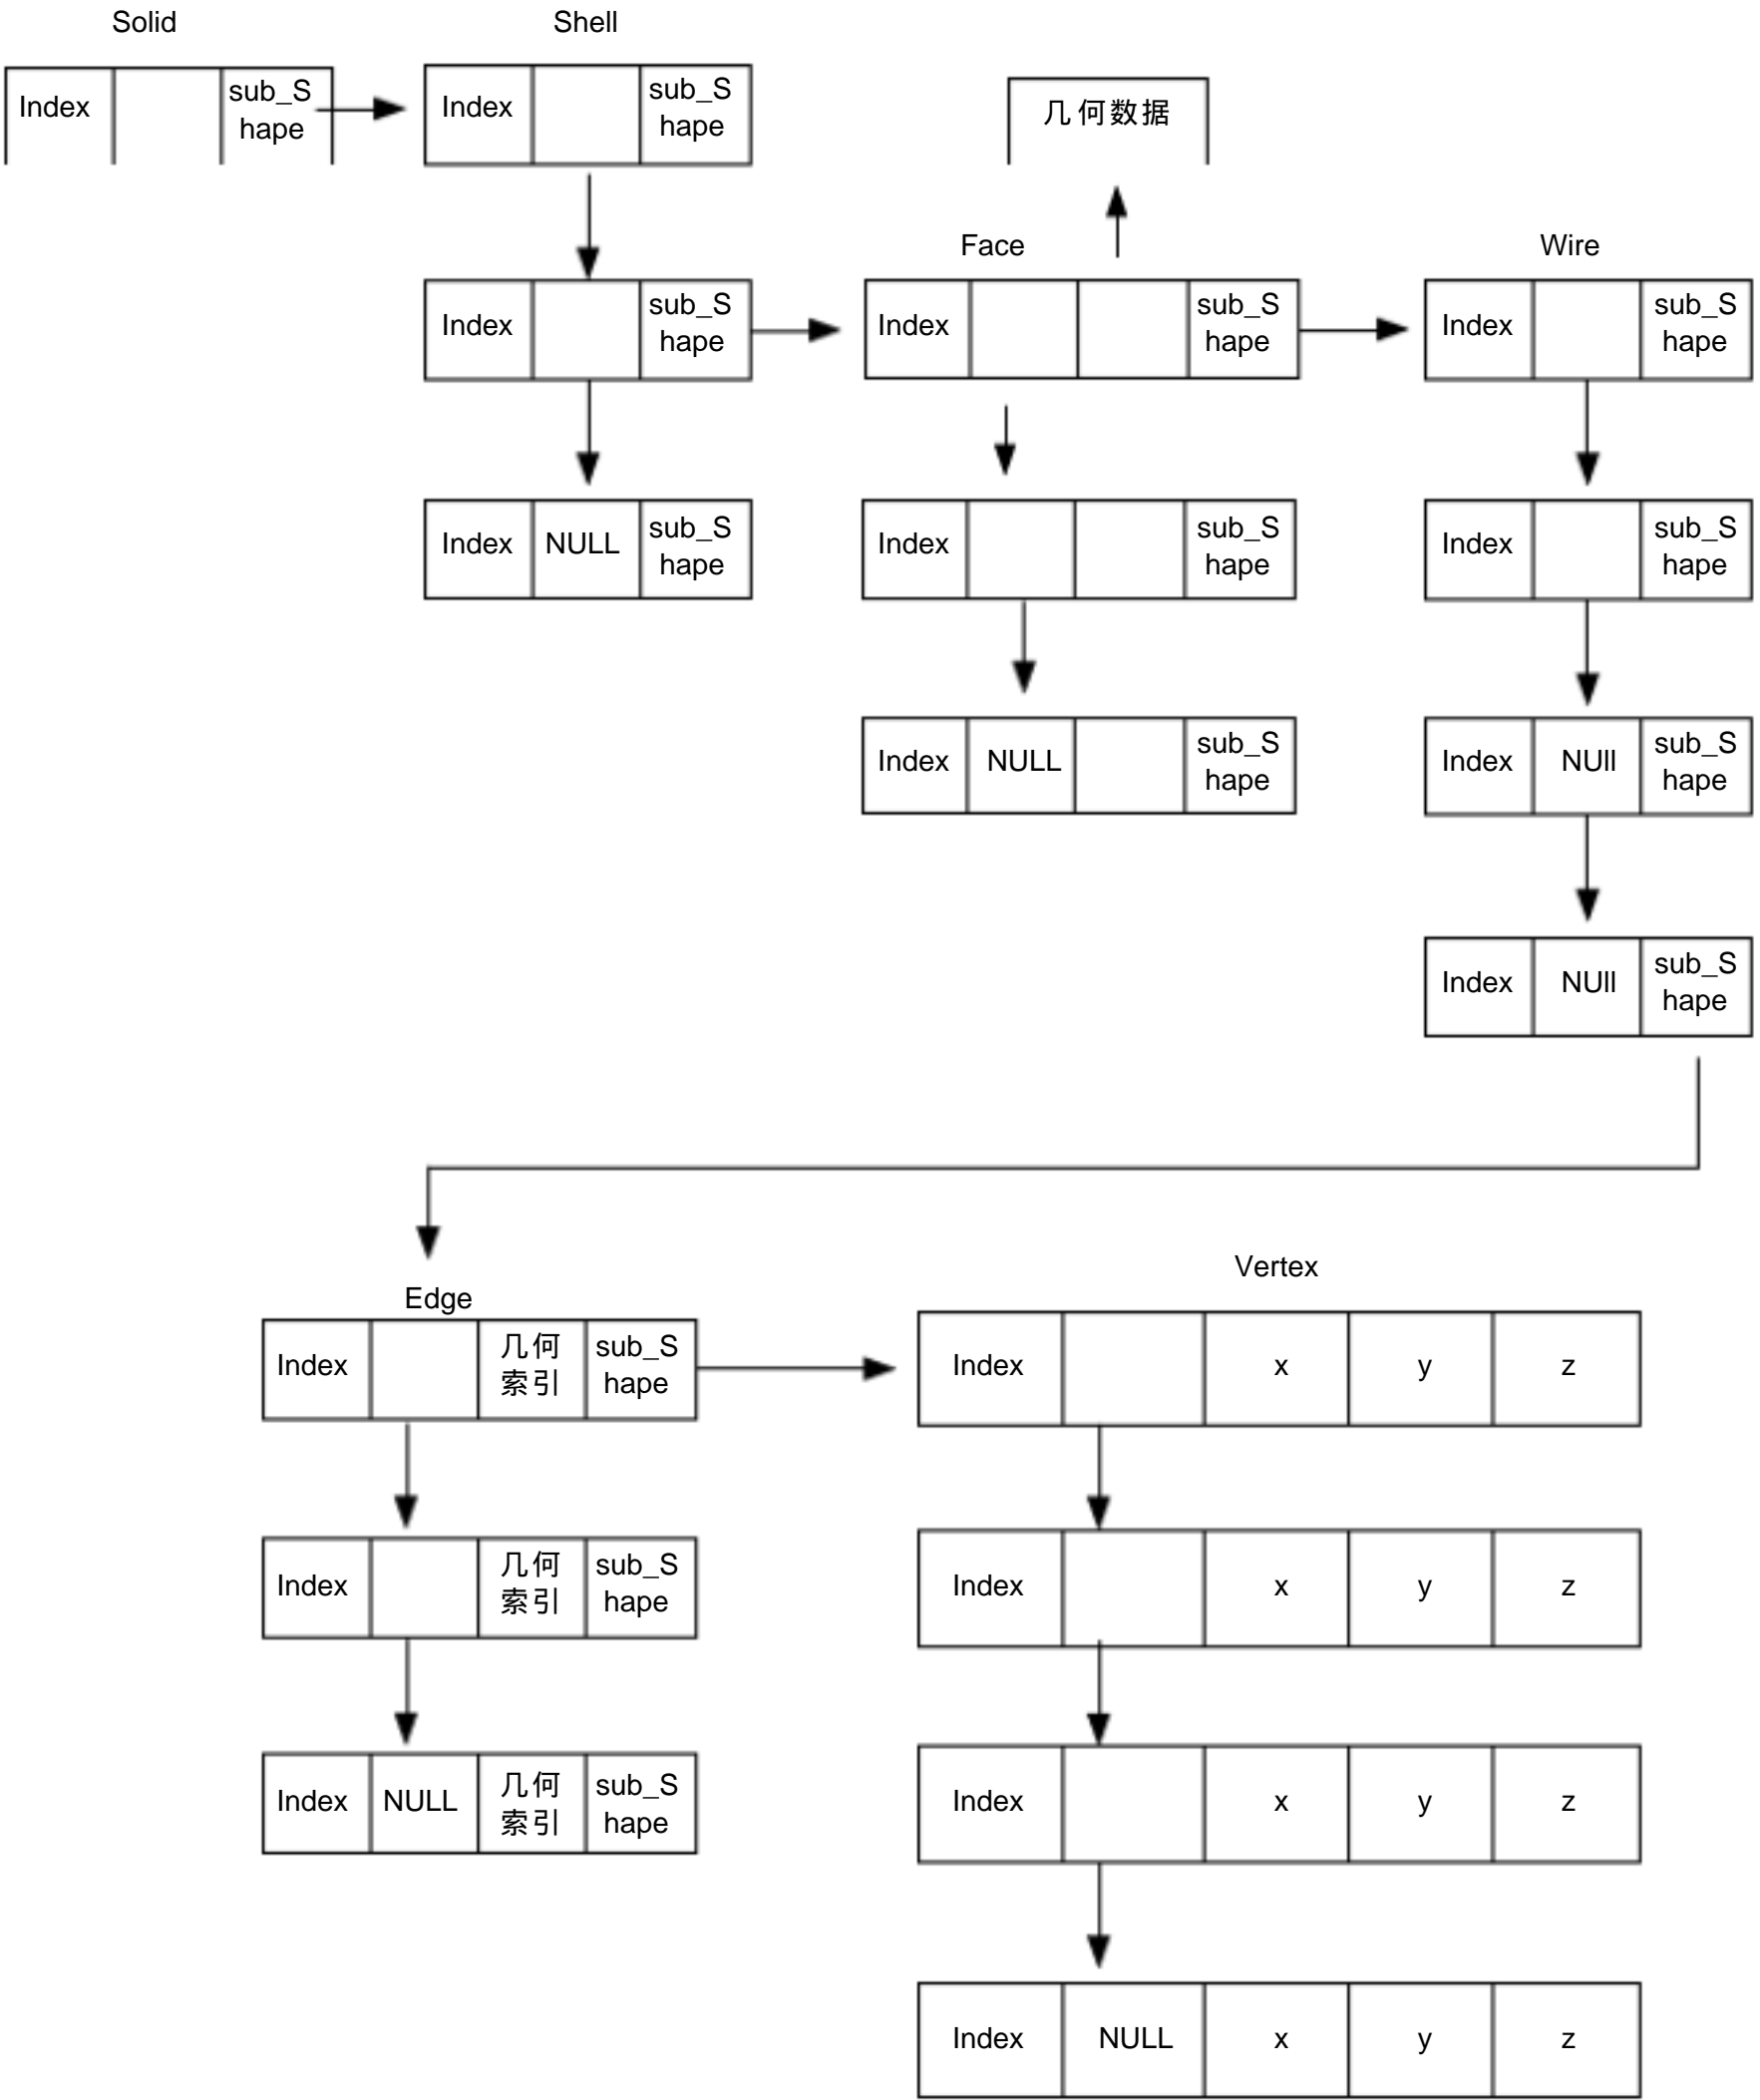 Solid
Shell
Index
sub_S
hape
Index
sub_S
hape
几何数据
Face
Wire
Index
sub_S
hape
Index
sub_S
hape
Index
sub_S
hape
Index
NULL
sub_S
hape
Index
sub_S
hape
Index
sub_S
hape
Index
NULL
sub_S
hape
Index
NUll
sub_S
hape
Index
NUll
sub_S
hape
Edge
Vertex
Index
几何
索引
sub_S
hape
Index
x
y
z
Index
几何
索引
sub_S
hape
Index
x
y
z
Index
NULL
几何
索引
sub_S
hape
Index
x
y
z
Index
NULL
x
y
z